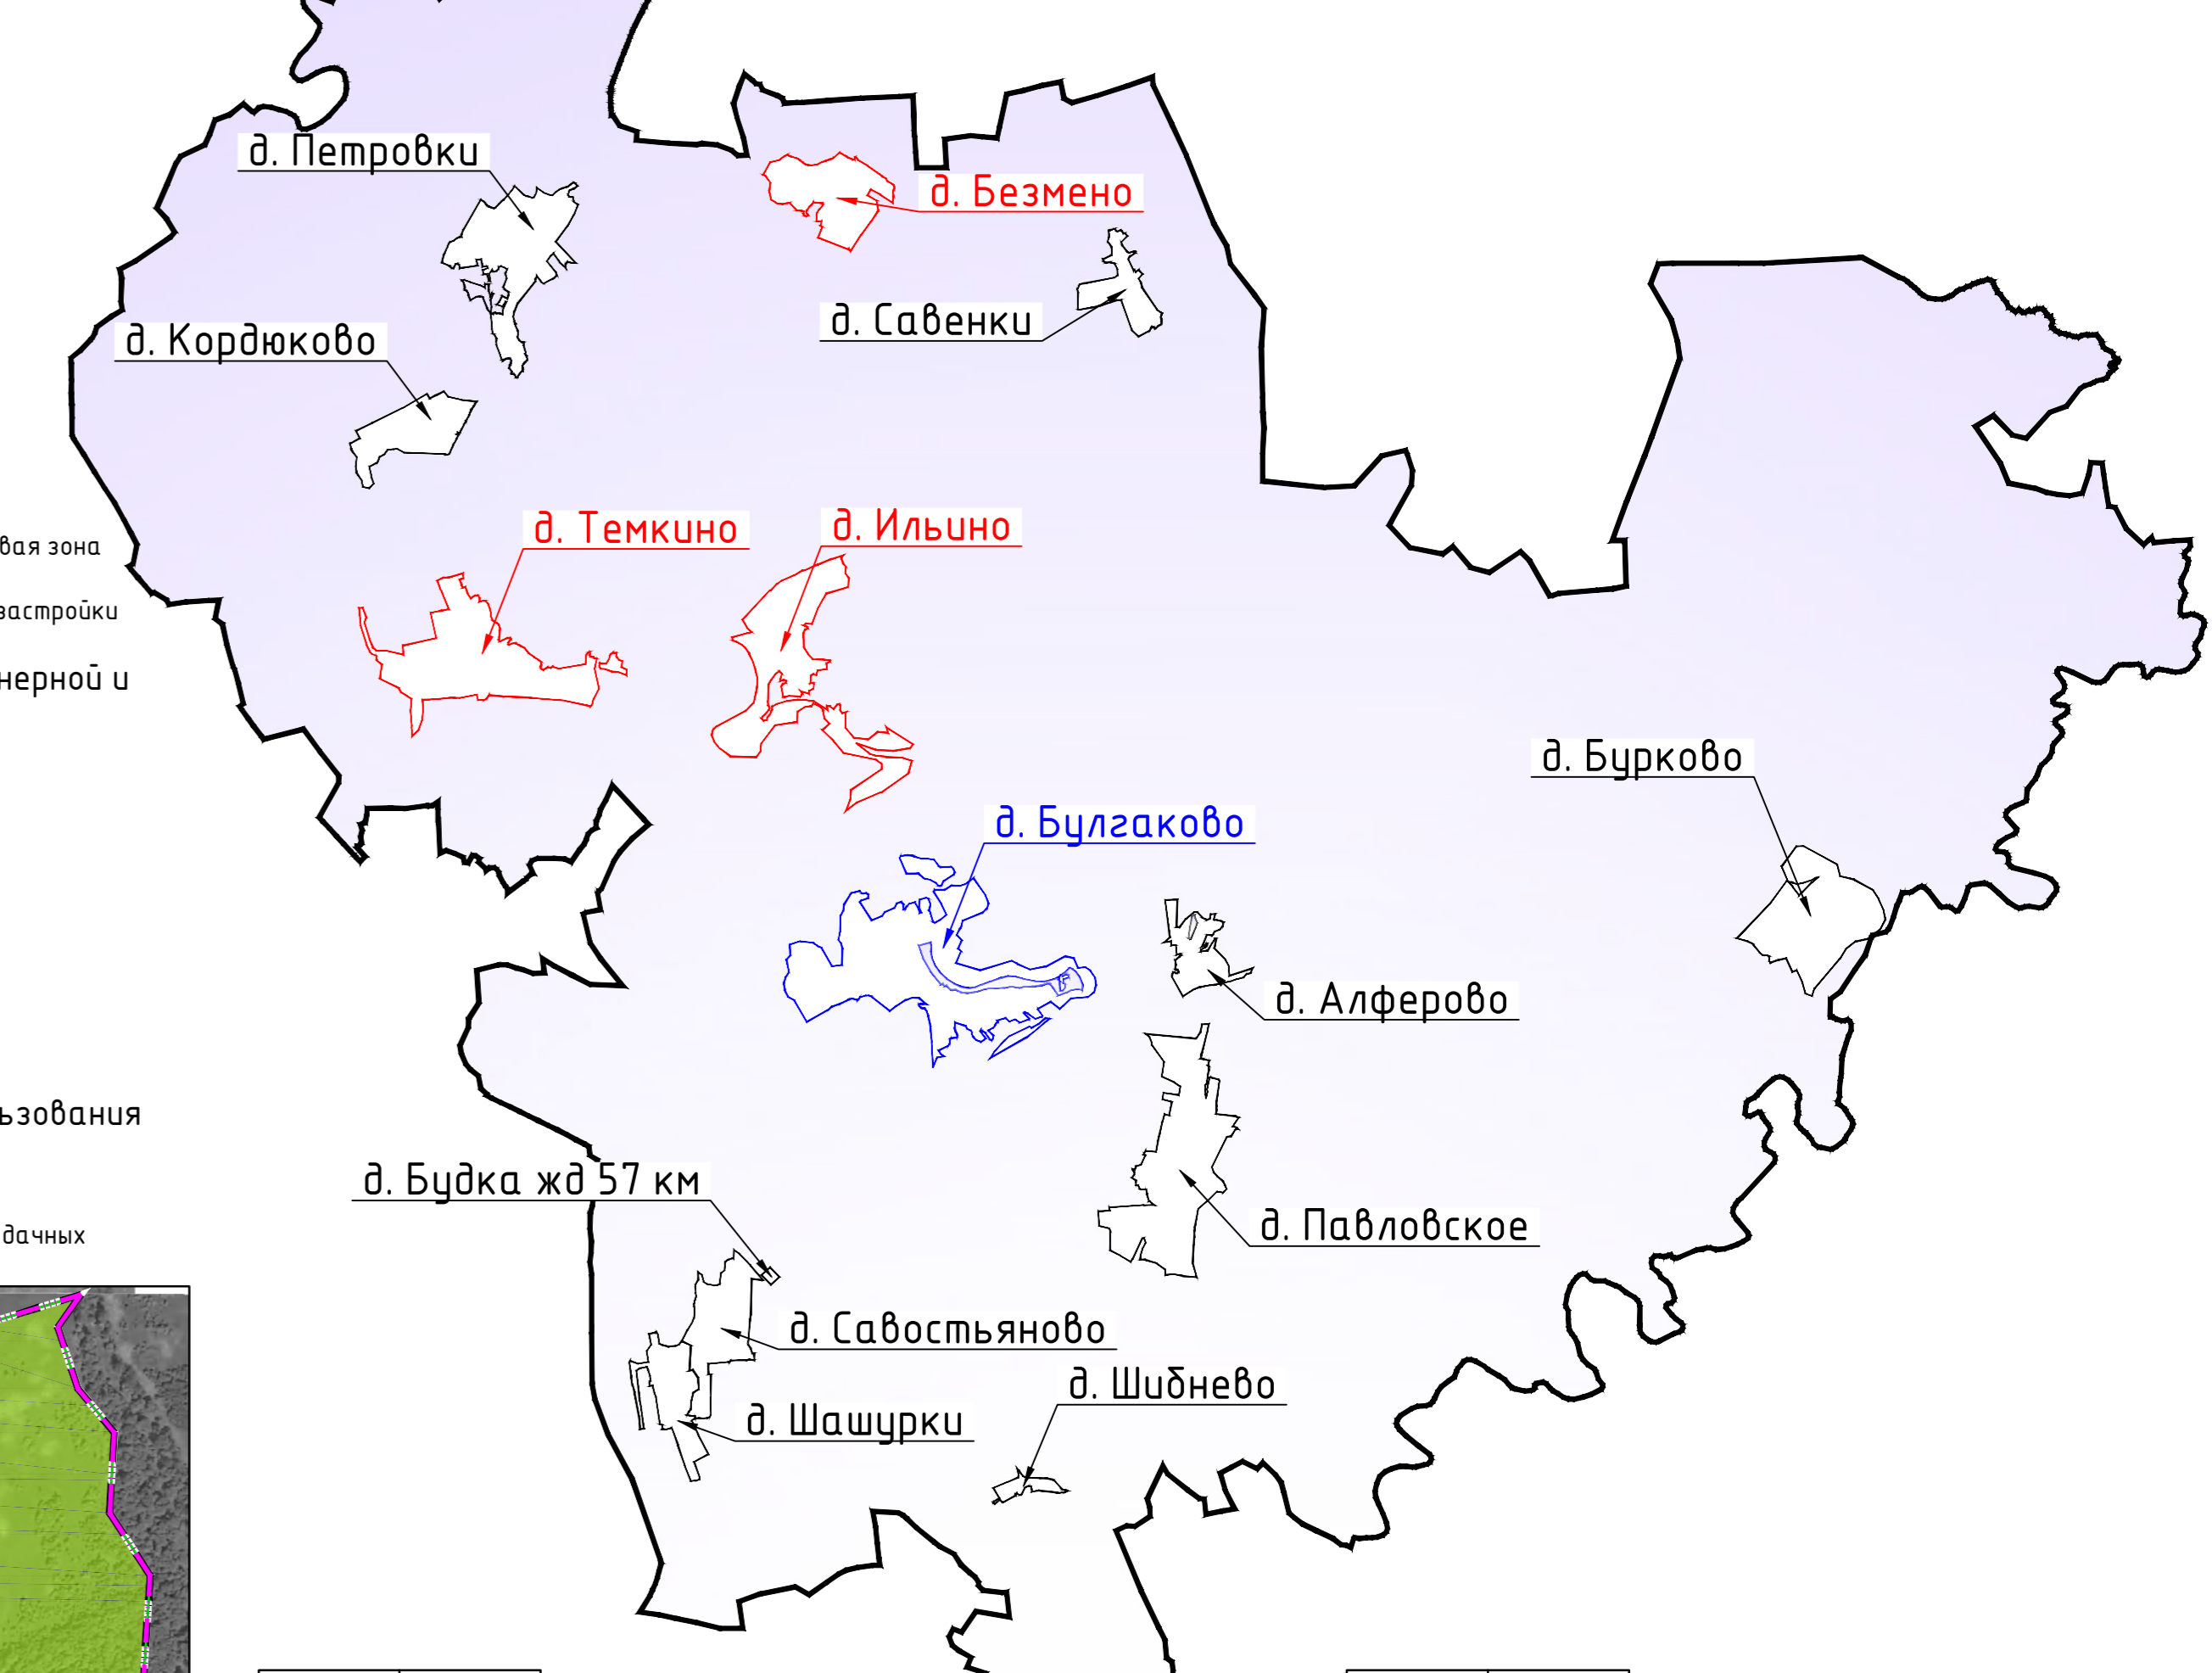 д. Петровки
д. Безмено
д. Савенки
д. Кордюково
д. Темкино
д. Ильино
вая зона
застройки
нерной и
д. Бурково
д. Булгаково
д. Алферово
ьзования
д. Будка жд 57 км
д. Павловское
дачных
д. Савостьяново
д. Шибнево
д. Шашурки